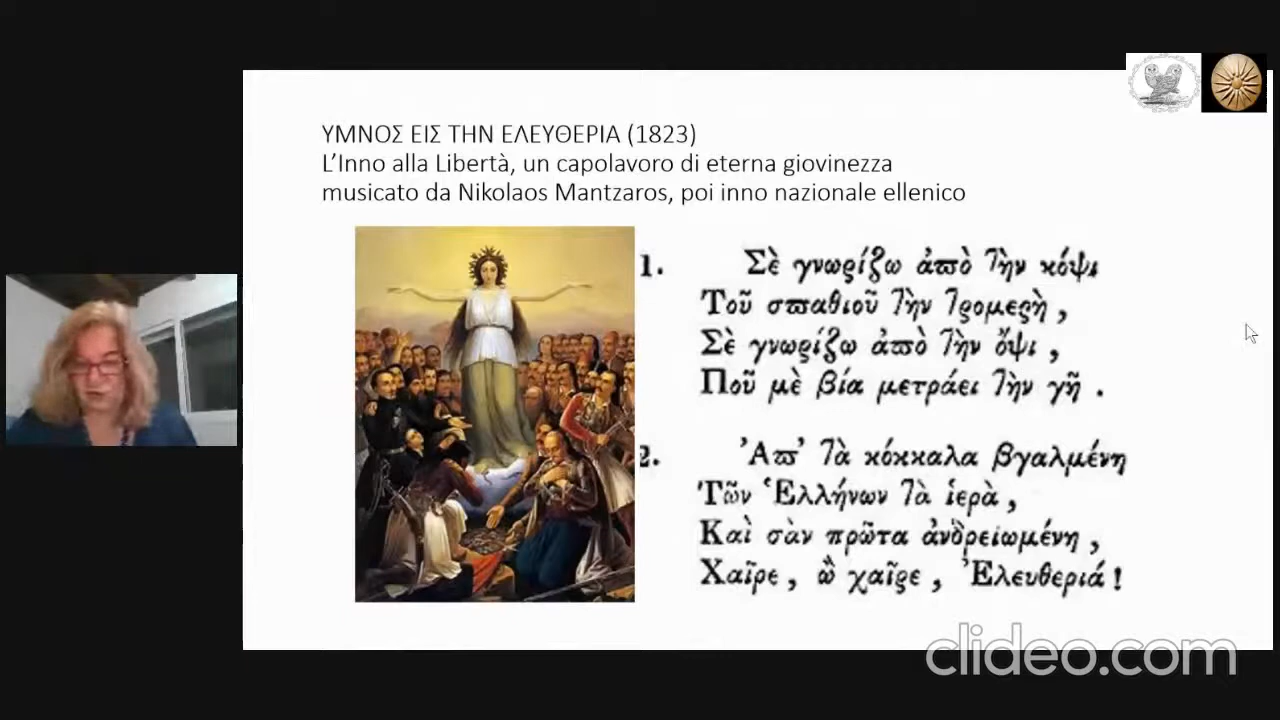 ΥΜΝΟΣ ΕΙΣ ΤΗΝ ΕΛΕΥΘΕΡΙΑ (1823)
L'Inno alla Libertà, un capolavoro di eterna giovinezza
musicato da Nikolaos Mantzaros, poi inno nazionale ellenico
1. Σὲ γνωρίζω ἀπὸ τὴν κόψι
Τοῦ σπαθιοῦ τὴν τρομερὴ,
Σὲ γνωρίζω ἀπὸ τὴν ὄψι,
Ποῦ μὲ βία μετράει τὴν γῆ.
2. Ἀπ' τὰ κόκκαλα βγαλμένη
Τῶν Ἑλλήνων τὰ ἱερὰ,
Καὶ σὰν πρῶτα ἀνδρειωμένη,
Χαῖρε, ὦ χαῖρε, Ἐλευθεριά!
clideo.com